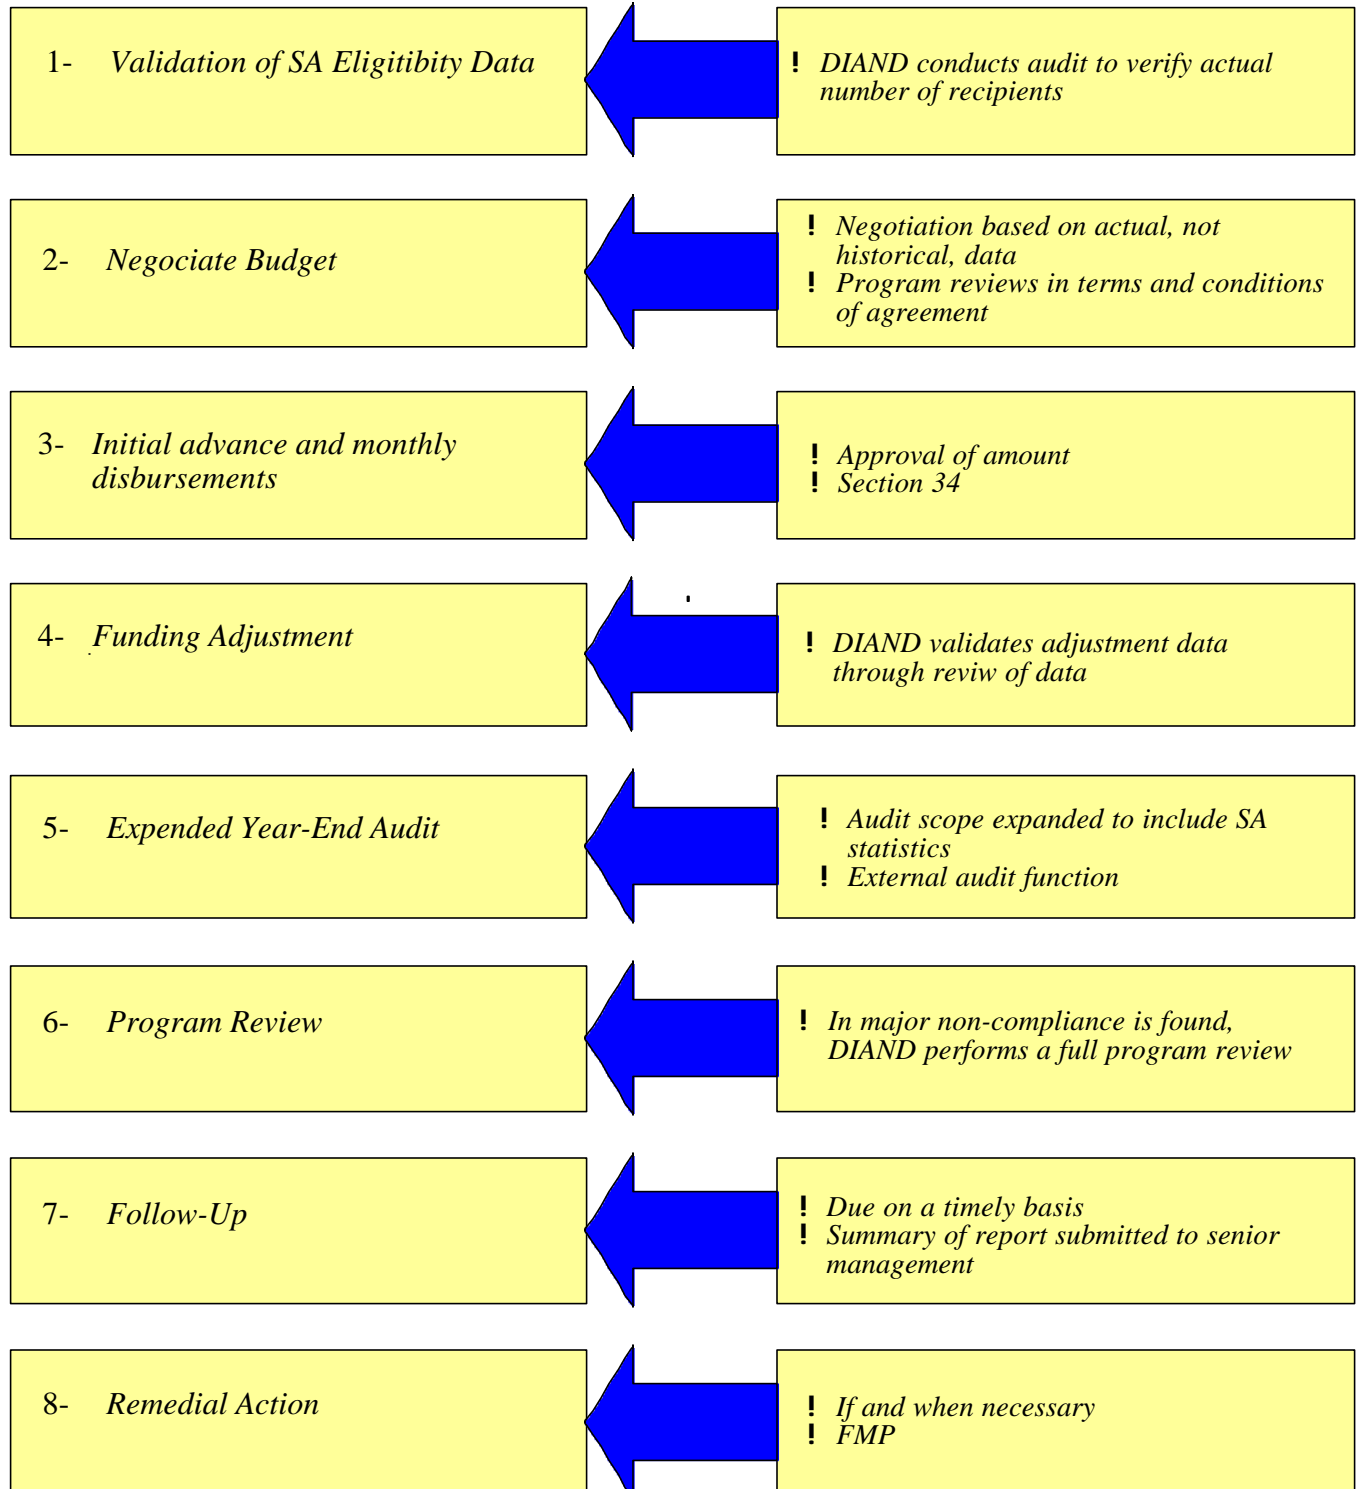 1- Validation of SA Eligitibity Data
! DIAND conducts audit to verify actual
number of recipients
2- Negociate Budget
! Negotiation based on actual, not
historical, data
! Program reviews in terms and conditions
of agreement
3- Initial advance and monthly
disbursements
! Approval of amount
! Section 34
4- Funding Adjustment
! DIAND validates adjustment data
through reviw of data
5- Expended Year-End Audit
! Audit scope expanded to include SA
statistics
! External audit function
6- Program Review
! In major non-compliance is found,
DIAND performs a full program review
7- Follow-Up
! Due on a timely basis
! Summary of report submitted to senior
management
8- Remedial Action
! If and when necessary
! FMP